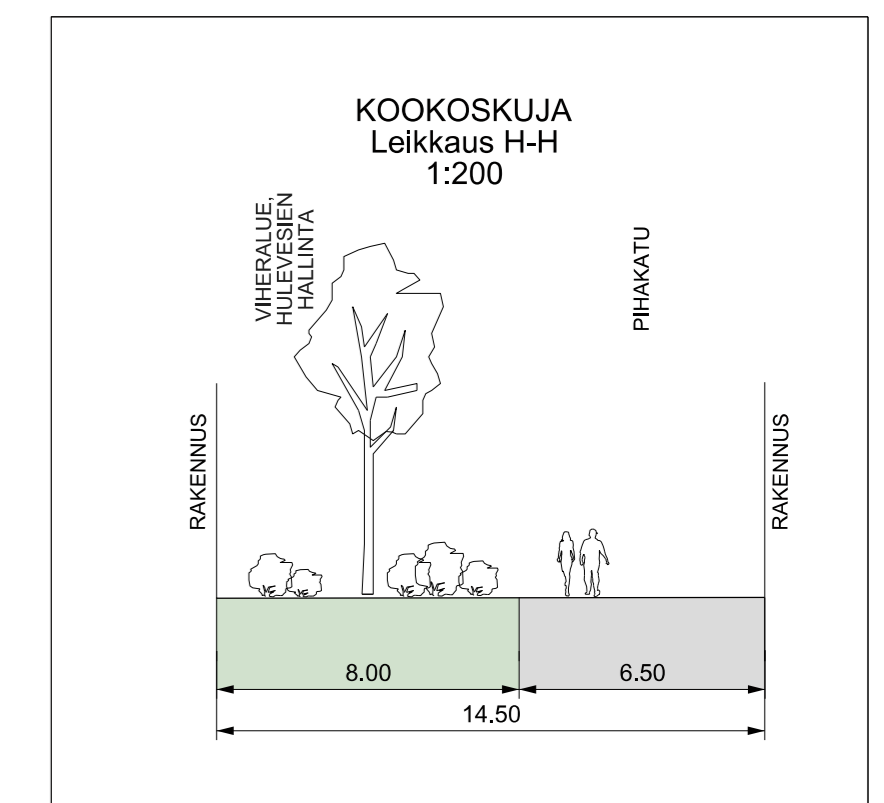 KOOKOSKUJA
Leikkaus H-H
1:200
VIHERALUE,
HULEVESIEN
HALLINTA
PIHAKATU
RAKENNUS
RAKENNUS
8.00
6.50
14.50